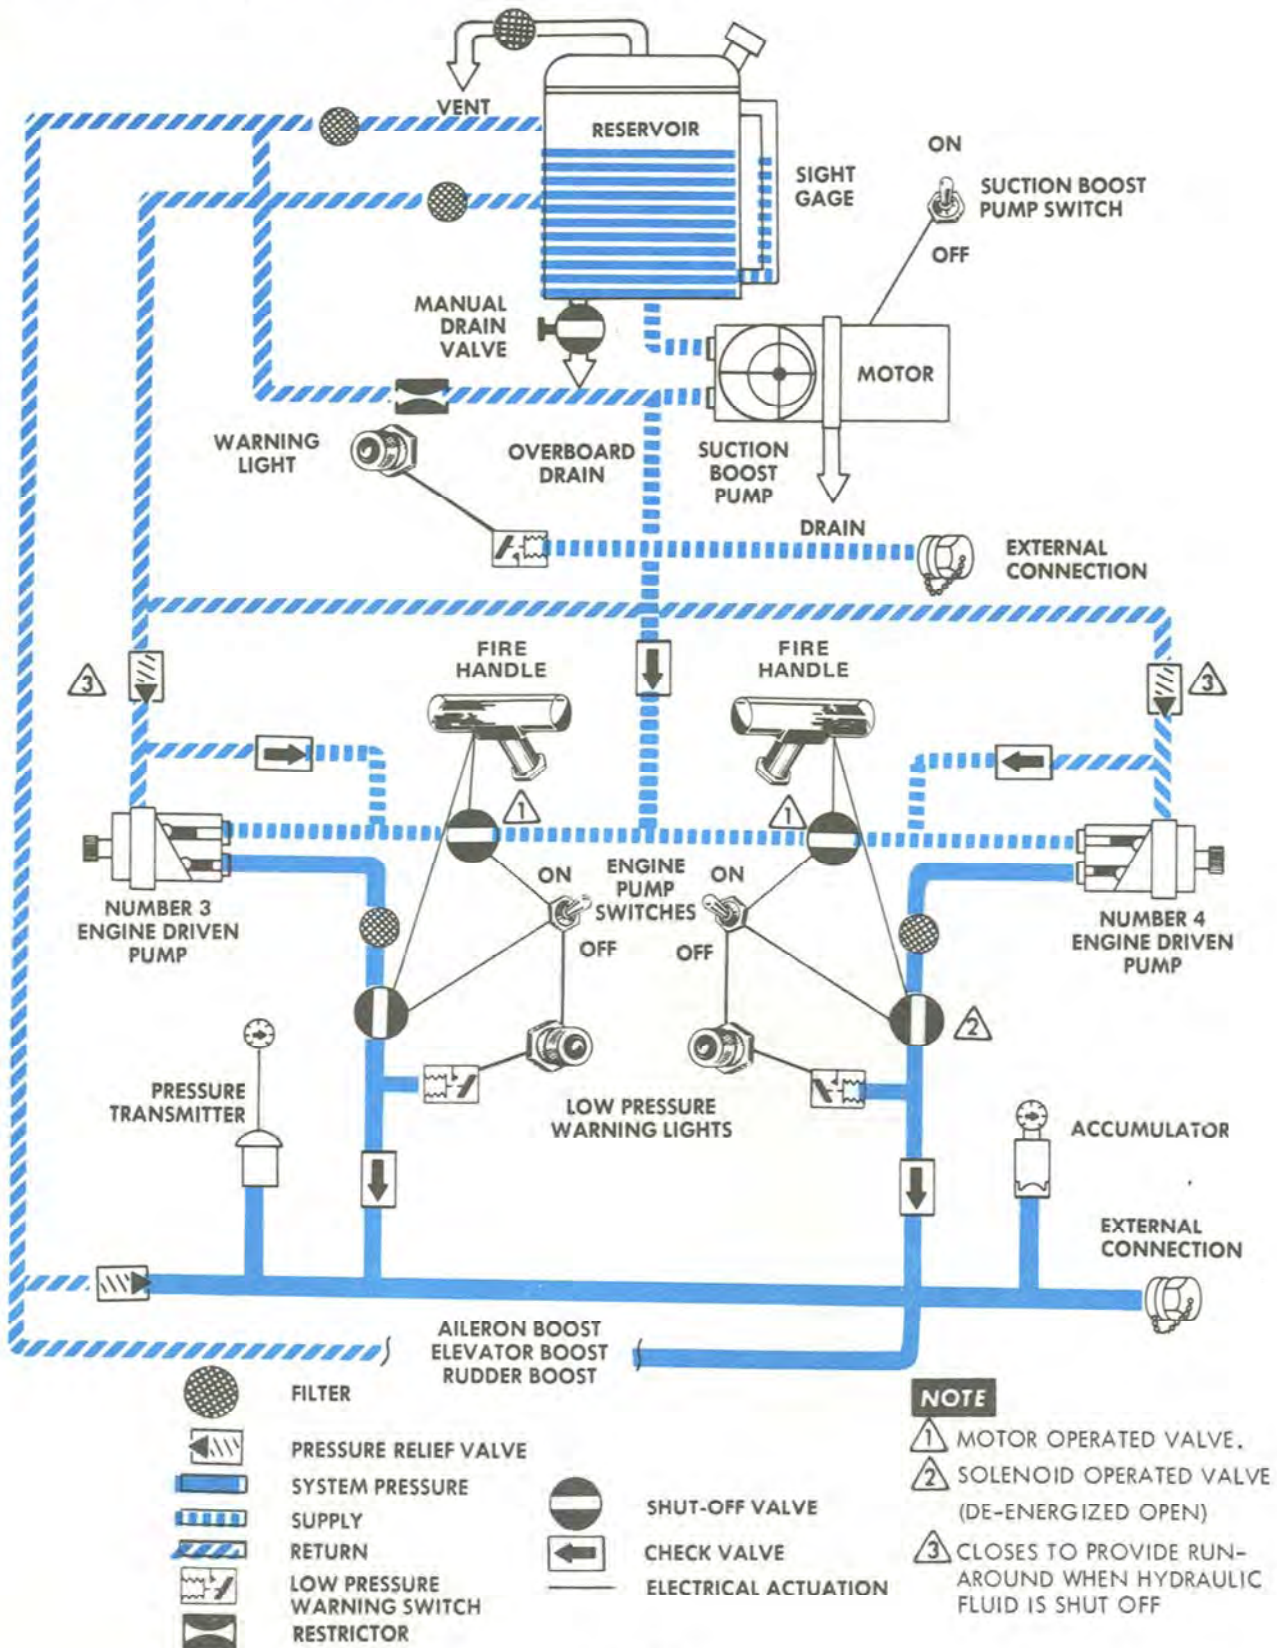 VENT
RESERVOIR
SIGHT
GAGE
ON
SUCTION BOOST
PUMP SWITCH
OFF
MANUAL
DRAIN
VALVE
MOTOR
WARNING
LIGHT
OVERBOARD
DRAIN
SUCTION
BOOST
PUMP
DRAIN
EXTERNAL
CONNECTION
FIRE
HANDLE
FIRE
HANDLE
3
3
1
1
ON
ENGINE
PUMP
SWITCHES
ON
OFF
OFF
NUMBER 3
ENGINE DRIVEN
PUMP
NUMBER 4
ENGINE DRIVEN
PUMP
2
PRESSURE
TRANSMITTER
LOW PRESSURE
WARNING LIGHTS
ACCUMULATOR
EXTERNAL
CONNECTION
AILERON BOOST
ELEVATOR BOOST
RUDDER BOOST
FILTER
PRESSURE RELIEF VALVE
SYSTEM PRESSURE
SUPPLY
RETURN
LOW PRESSURE
WARNING SWITCH
RESTRICTOR
SHUT-OFF VALVE
CHECK VALVE
ELECTRICAL ACTUATION
NOTE
1 MOTOR OPERATED VALVE.
2 SOLENOID OPERATED VALVE
(DE-ENERGIZED OPEN)
3 CLOSES TO PROVIDE RUN-
AROUND WHEN HYDRAULIC
FLUID IS SHUT OFF